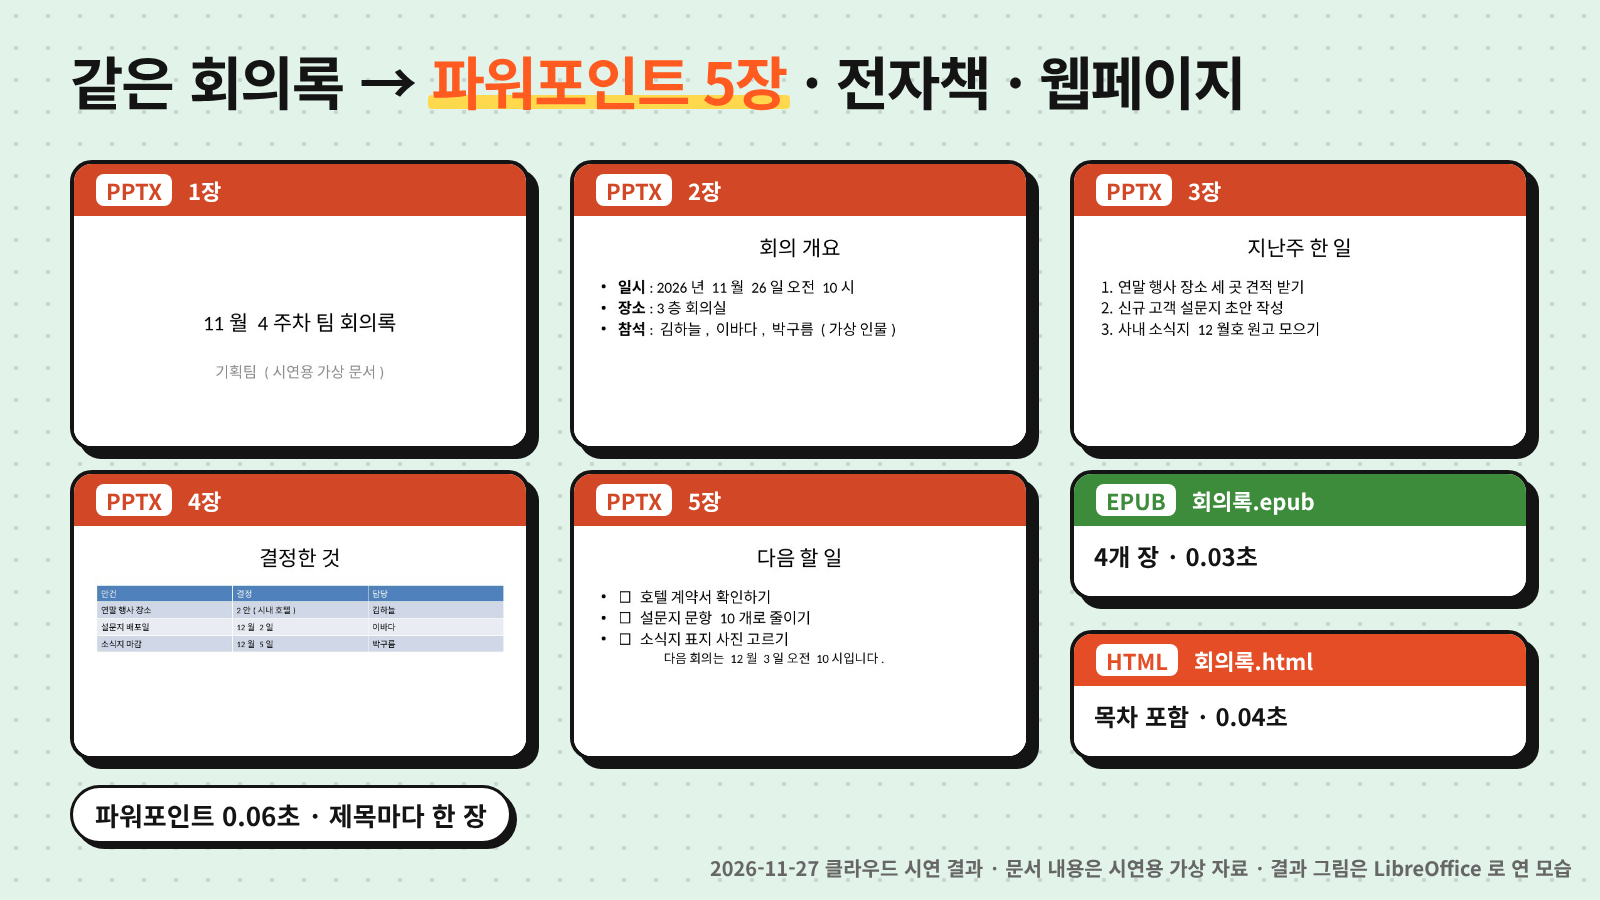 같은 회의록 → 파워포인트 5장 · 전자책 · 웹페이지
PPTX 1장
11 월 4 주차 팀 회의록
기획팀 ( 시연용 가상 문서 )
PPTX 2장
회의 개요
• 일시 : 2026 년 11 월 26 일 오전 10 시
• 장소 : 3 층 회의실
• 참석 : 김하늘 , 이바다 , 박구름 ( 가상 인물 )
PPTX 3장
지난주 한 일
1. 연말 행사 장소 세 곳 견적 받기
2. 신규 고객 설문지 초안 작성
3. 사내 소식지 12 월호 원고 모으기
PPTX 4장
결정한 것
안건 결정 담당
연말 행사 장소 2 안 ( 시내 호텔 ) 김하늘
설문지 배포일 12 월 2 일 이바다
소식지 마감 12 월 5 일 박구름
PPTX 5장
다음 할 일
• ☐ 호텔 계약서 확인하기
• ☐ 설문지 문항 10 개로 줄이기
• ☐ 소식지 표지 사진 고르기
다음 회의는 12 월 3 일 오전 10 시입니다 .
EPUB 회의록.epub
4개 장 · 0.03초
HTML 회의록.html
목차 포함 · 0.04초
파워포인트 0.06초 · 제목마다 한 장
2026-11-27 클라우드 시연 결과 · 문서 내용은 시연용 가상 자료 · 결과 그림은 LibreOffice 로 연 모습